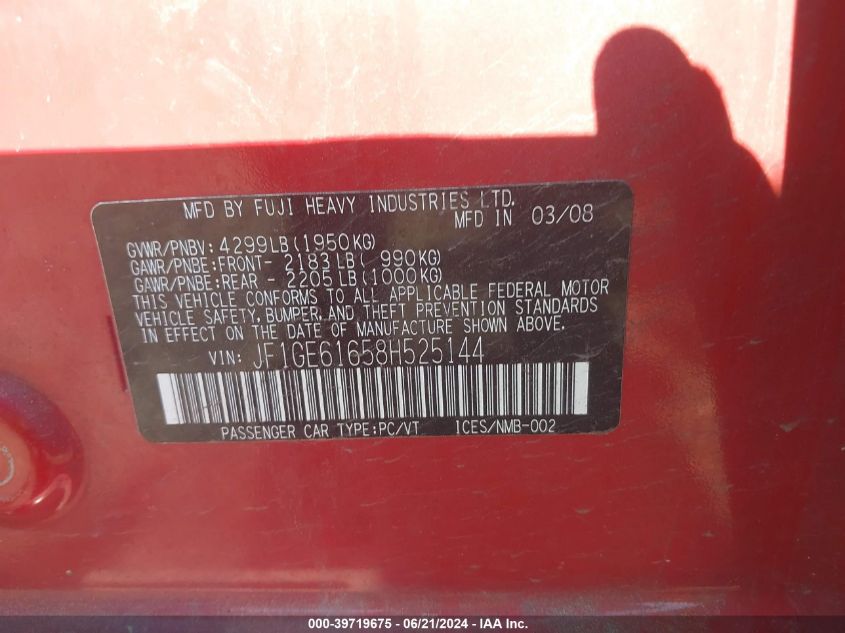 MFD BY FUJI HEAVY INDUSTRIES LTD.
MFD IN 03/08
GVWR/PNBV: 4299LB(1950KG)
GAWR/PNBE:FRONT- 2183LB( 990KG)
GAWR/PNBE:REAR - 2205LB(1000KG)
THIS VEHICLE CONFORMS TO ALL APPLICABLE FEDERAL MOTOR
VEHICLE SAFETY, BUMPER, AND THEFT PREVENTION STANDARDS
IN EFFECT ON THE DATE OF MANUFACTURE SHOWN ABOVE.
VIN: JF1GE61658H525144
PASSENGER CAR TYPE:PC/VT ICES/NMB-002
000-39719675 - 06/21/2024 - IAA Inc.